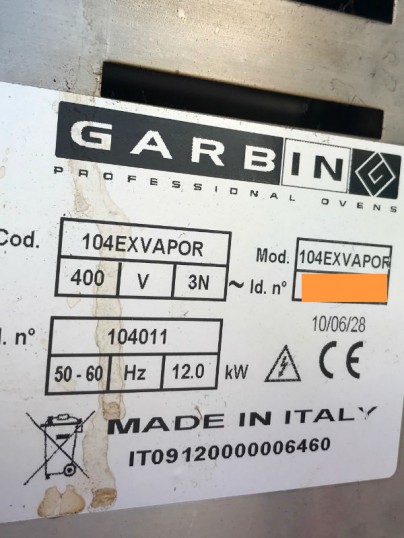 GARBIN
PROFESSIONAL OVENS
Cod. 104EXVAPOR Mod. 104EXVAPOR
400 V 3N ~ Id. n°
n° 104011 10/06/28
50 - 60 Hz 12.0 kW CE
MADE IN ITALY
IT09120000006460